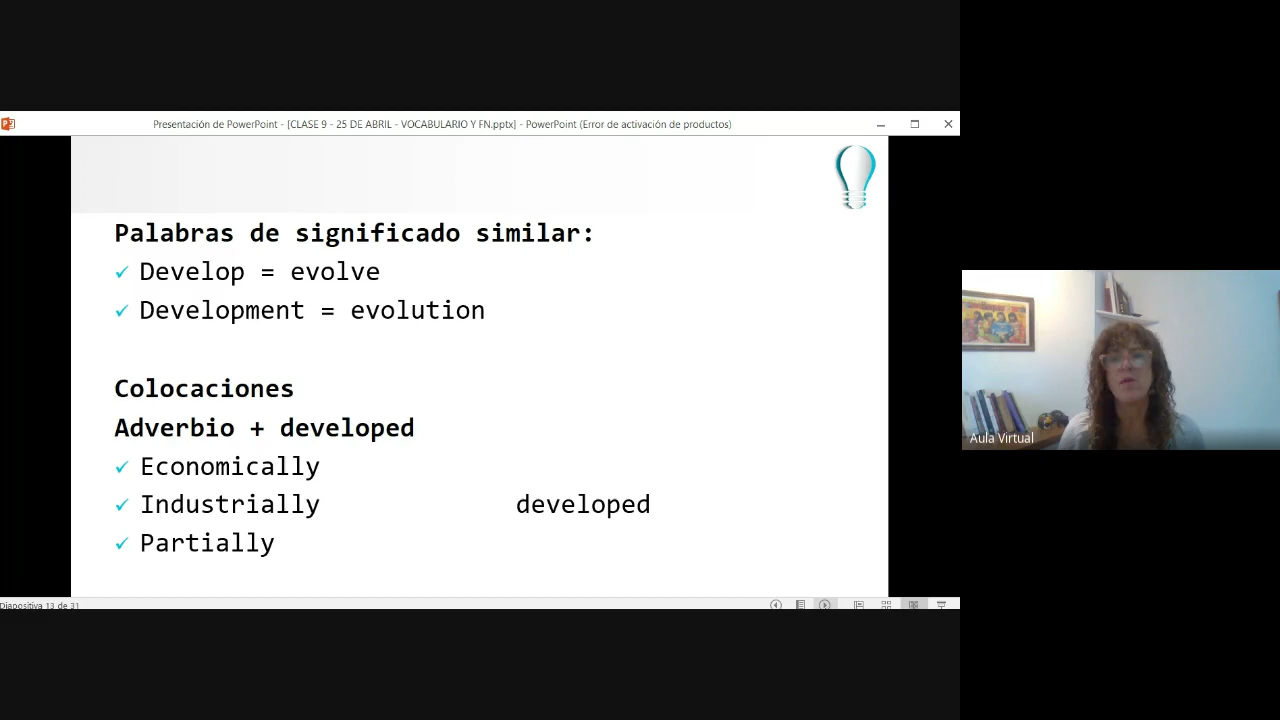 Presentación de PowerPoint - [CLASE 9 - 25 DE ABRIL - VOCABULARIO Y FN.pptx] - PowerPoint (Error de activación de productos)
Palabras de significado similar:
✓ Develop = evolve
✓ Development = evolution
Colocaciones
Adverbio + developed
✓ Economically
✓ Industrially developed
✓ Partially
Diapositiva 13 de 31
Aula Virtual